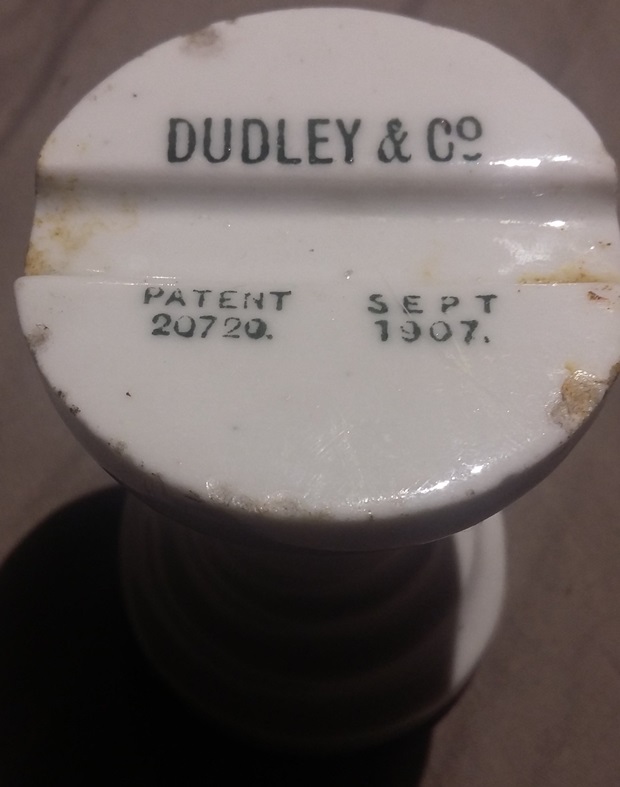 DUDLEY & Cº
PATENT SEPT
20720. 1907.